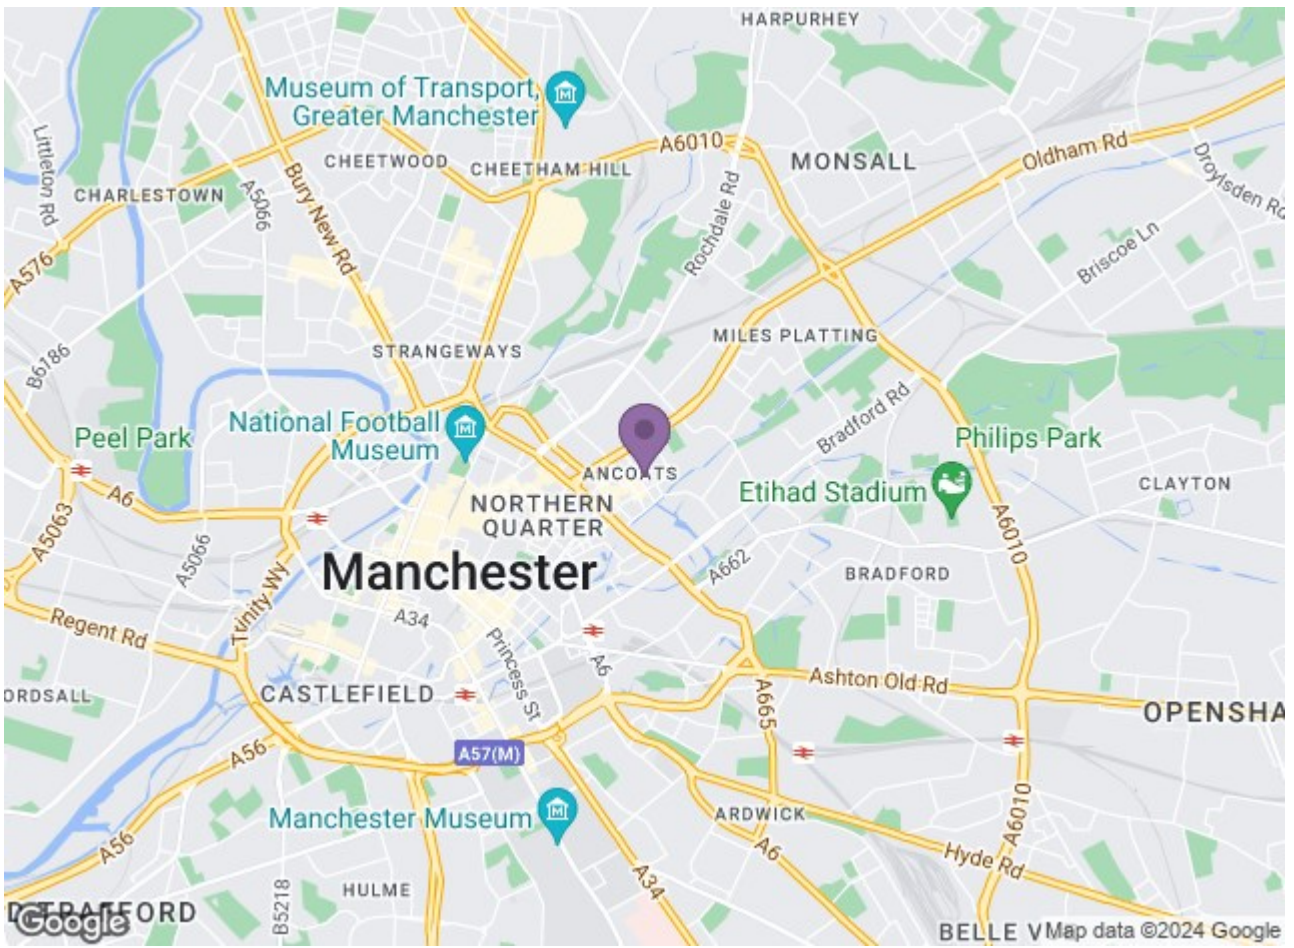 HARPURHEY
Museum of Transport,
Greater Manchester
A6010
Oldham Rd
Droylsden Rd
Littleton Rd
CHEETWOOD
CHEETHAM HILL
MONSALL
CHARLESTOWN
A5066
Bury New Rd
Rochdale Rd
Briscoe Ln
A576
MILES PLATTING
STRANGEWAYS
B6186
National Football
Museum
Bradford Rd
Peel Park
Philips Park
ANCOATS
A6
Etihad Stadium
CLAYTON
NORTHERN
QUARTER
A5063
A5066
A6010
Manchester
A662
BRADFORD
Trinity Wy
A34
Regent Rd
Princess St
A6
Ashton Old Rd
ORDSALL
CASTLEFIELD
A665
OPENSHA
A56
A57(M)
Manchester Museum
ARDWICK
A6010
A56
A6
Hyde Rd
A34
HULME
B5218
D TRAFFORD
Google
BELLE V
Map data ©2024 Google